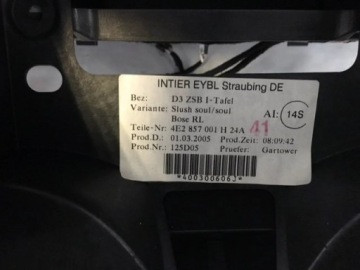 INTIER EYBL Straubing DE
Bez: D3 ZSB I-Tafel
Variante: Slush soul/soul
Bose RL
AI: 14S
Teile-Nr: 4E2 857 001 H 24A 41
Prod.D.: 01.03.2005 Prod.Zeit: 08:09:42
Prod.Nr.: 125D05 Pruefer: Gartower
*400300606J*